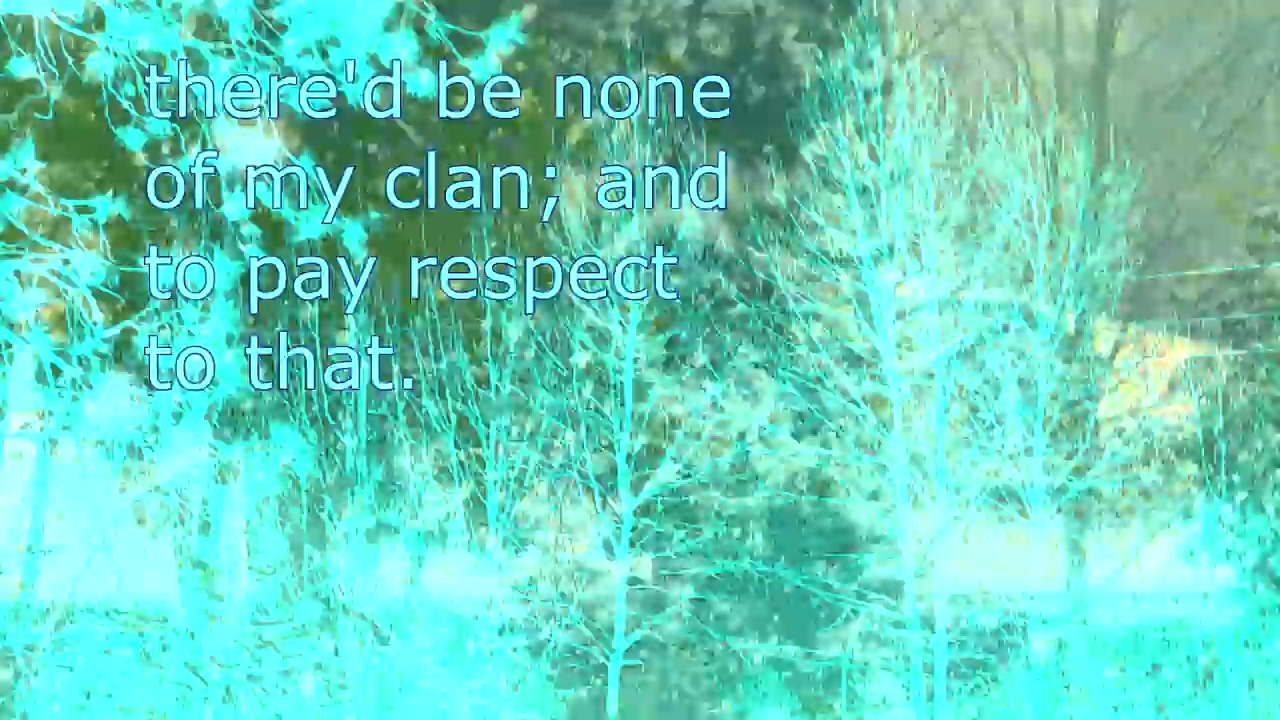 there'd be none
of my clan; and
to pay respect
to that.